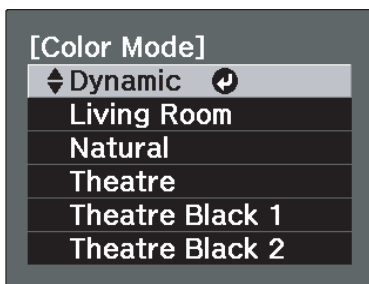 [Color Mode]
Dynamic
Living Room
Natural
Theatre
Theatre Black 1
Theatre Black 2